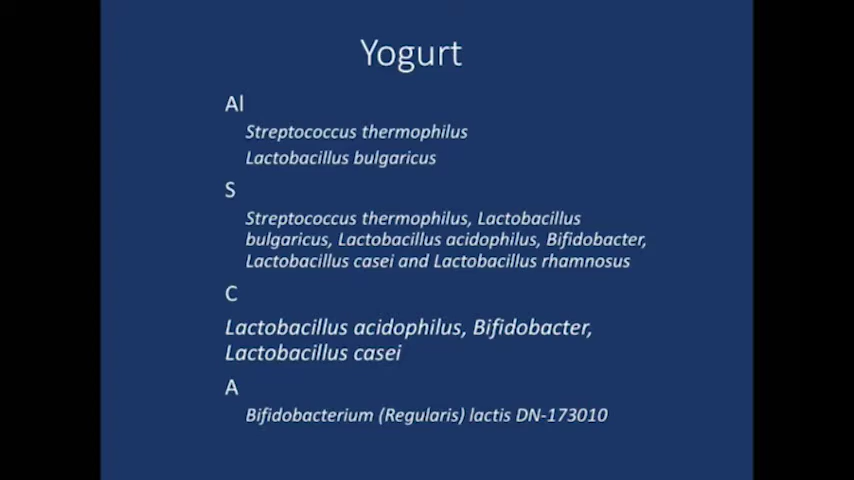 Yogurt
Al
Streptococcus thermophilus
Lactobacillus bulgaricus
S
Streptococcus thermophilus, Lactobacillus
bulgaricus, Lactobacillus acidophilus, Bifidobacter,
Lactobacillus casei and Lactobacillus rhamnosus
C
Lactobacillus acidophilus, Bifidobacter,
Lactobacillus casei
A
Bifidobacterium (Regularis) lactis DN-173010